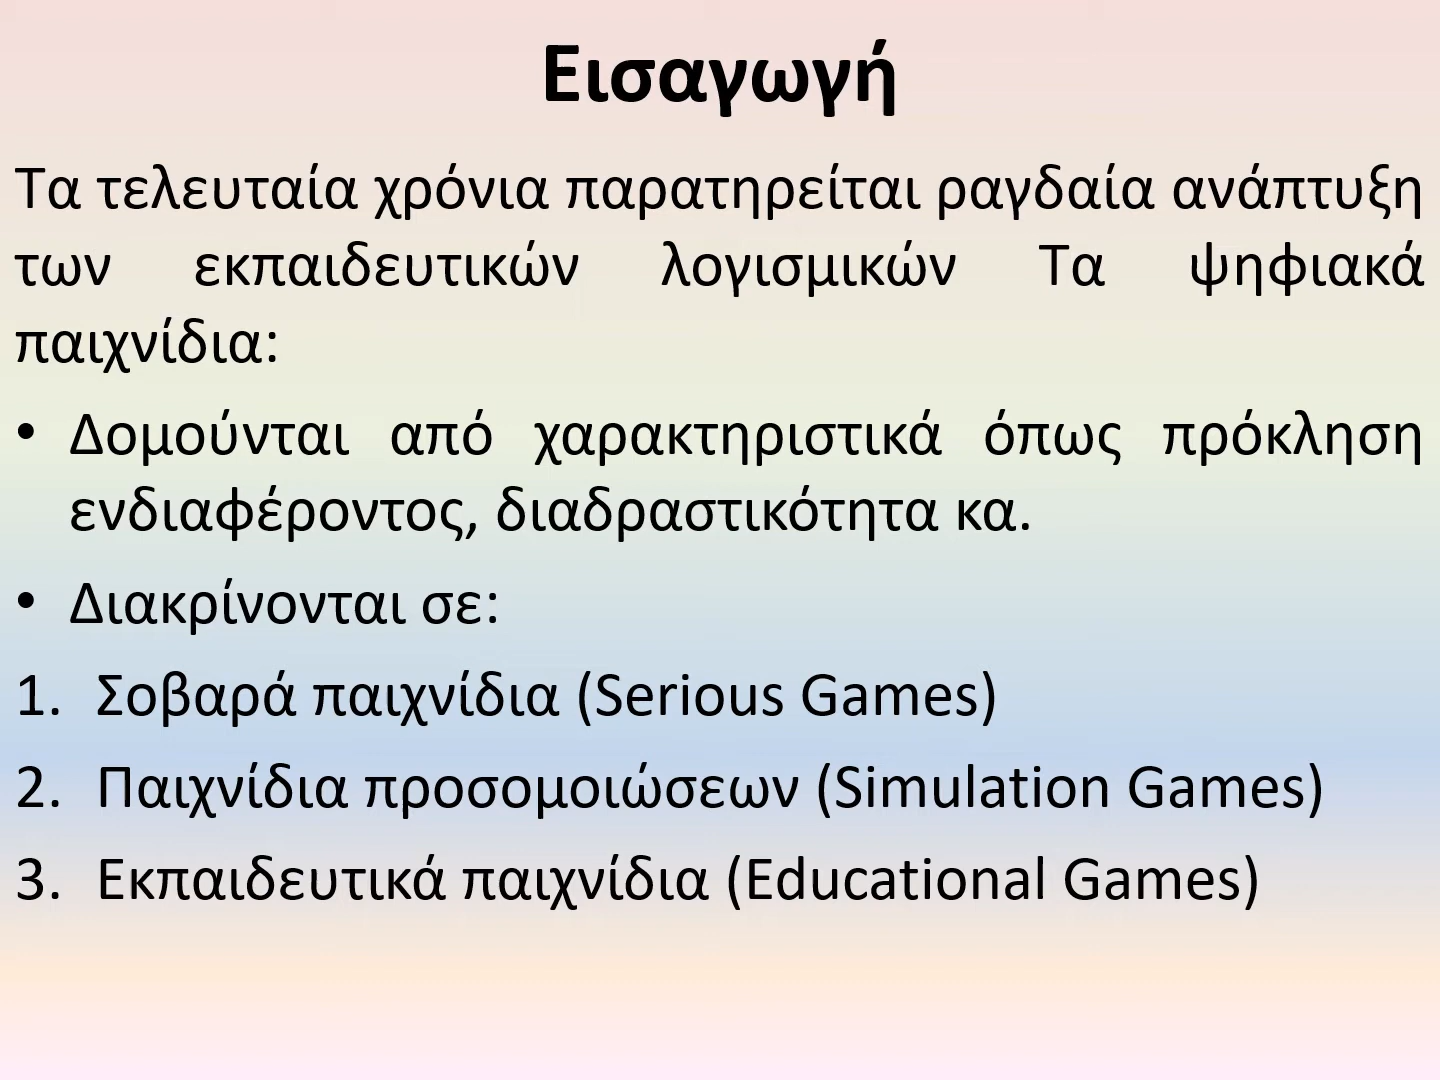 Εισαγωγή
Τα τελευταία χρόνια παρατηρείται ραγδαία ανάπτυξη
των εκπαιδευτικών λογισμικών Τα ψηφιακά
παιχνίδια:
• Δομούνται από χαρακτηριστικά όπως πρόκληση
ενδιαφέροντος, διαδραστικότητα κα.
• Διακρίνονται σε:
1. Σοβαρά παιχνίδια (Serious Games)
2. Παιχνίδια προσομοιώσεων (Simulation Games)
3. Εκπαιδευτικά παιχνίδια (Educational Games)